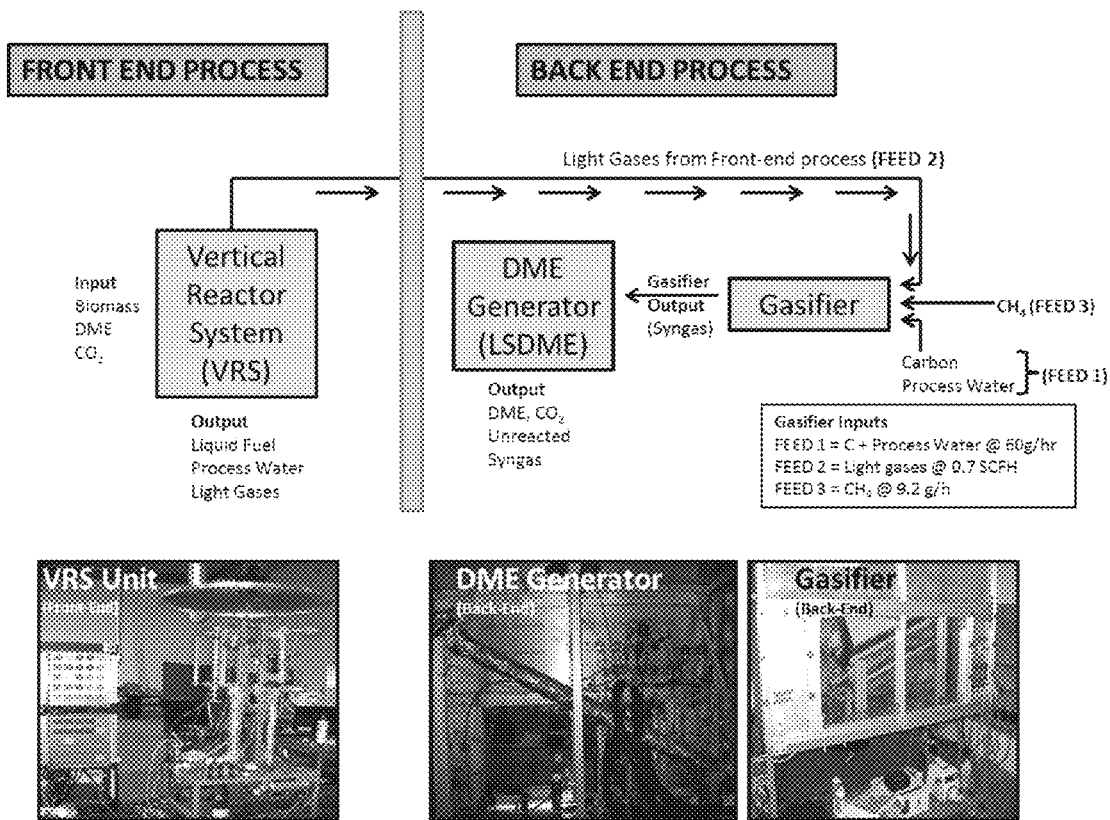 FRONT END PROCESS
BACK END PROCESS
Light Gases from Front-end process (FEED 2)
Vertical
Reactor
System
(VRS)
Input
Biomass
DME
CO₂
Output
Liquid Fuel
Process Water
Light Gases
DME
Generator
(LSDME)
Output
DME, CO₂
Unreacted
Syngas
Gasifier
Output
(Syngas)
Gasifier
CH₄ (FEED 3)
Carbon
Process Water
(FEED 1)
Gasifier Inputs
FEED 1 = C + Process Water @ 60g/hr
FEED 2 = Light gases @ 0.7 SCFH
FEED 3 = CH₄ @ 9.2 g/h
VRS Unit
(Front-End)
DME Generator
(Back-End)
Gasifier
(Back-End)